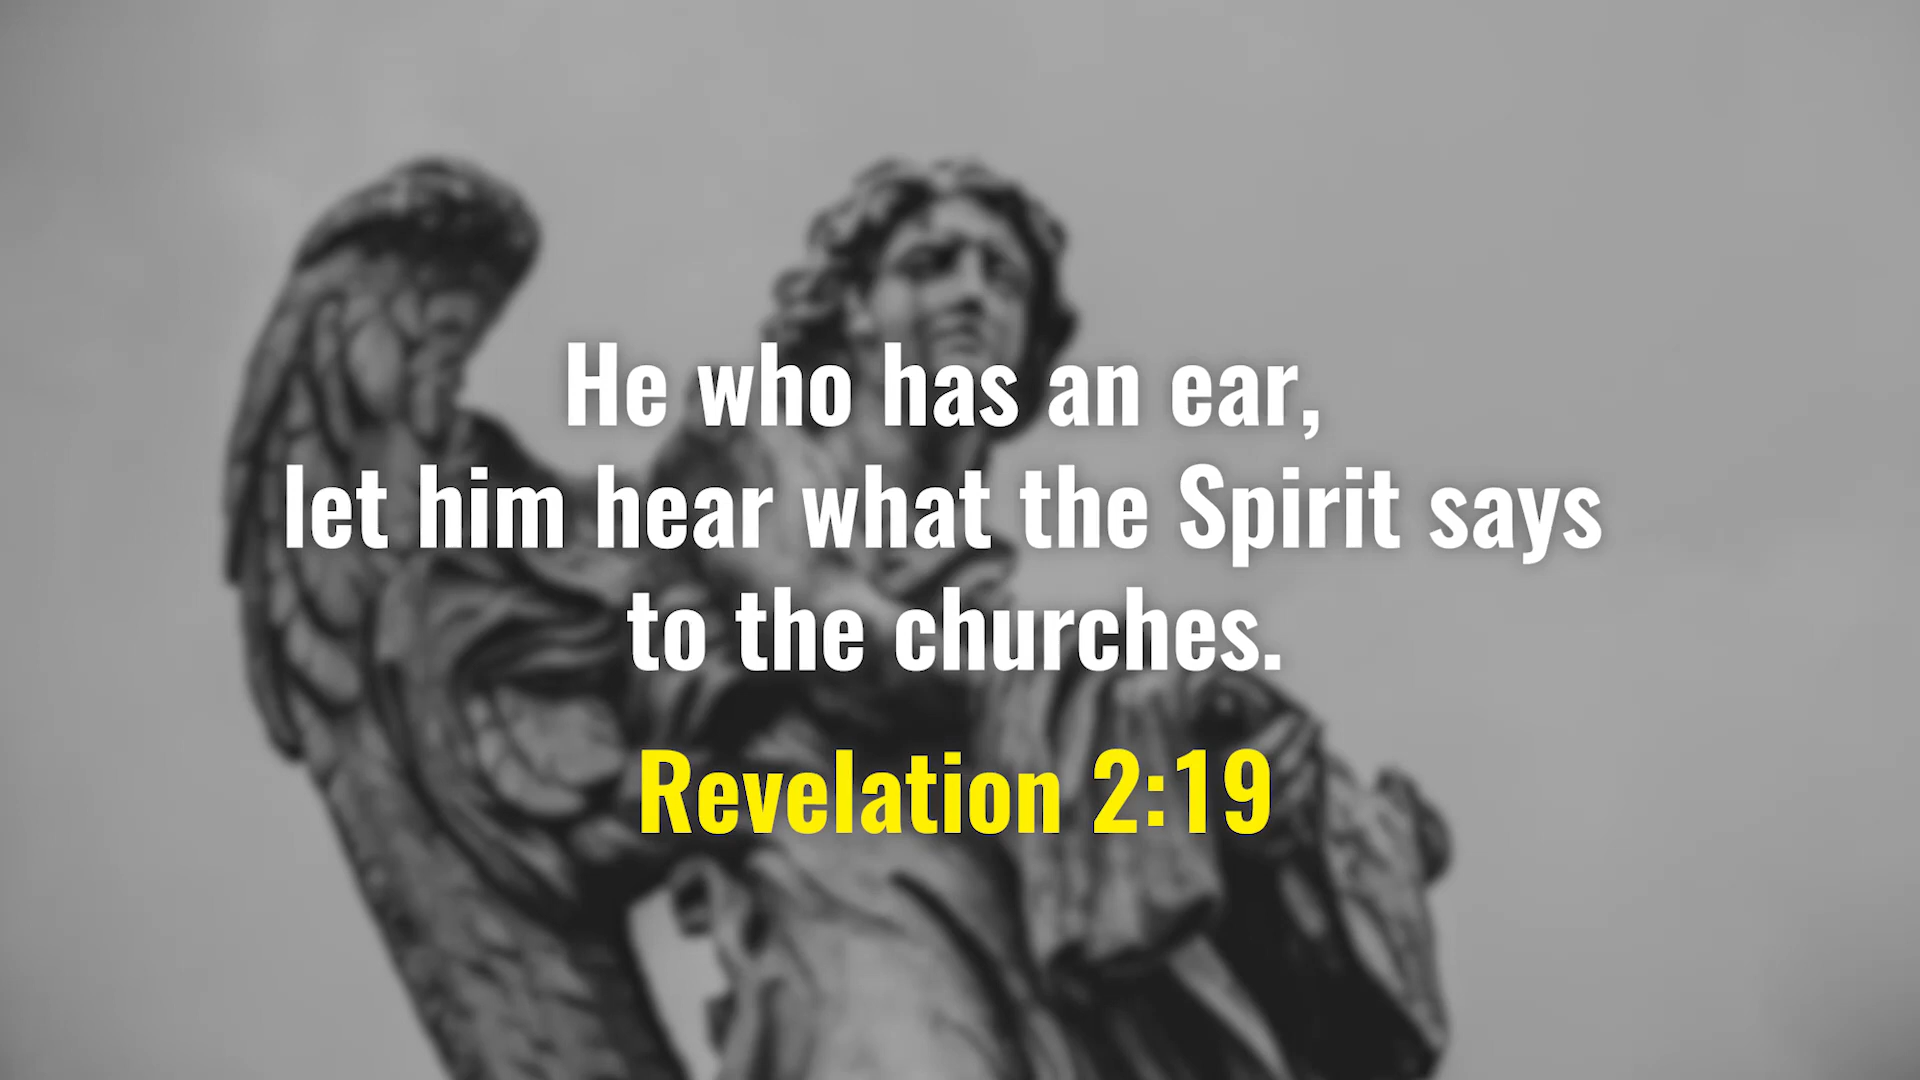 He who has an ear,
let him hear what the Spirit says
to the churches.
Revelation 2:19